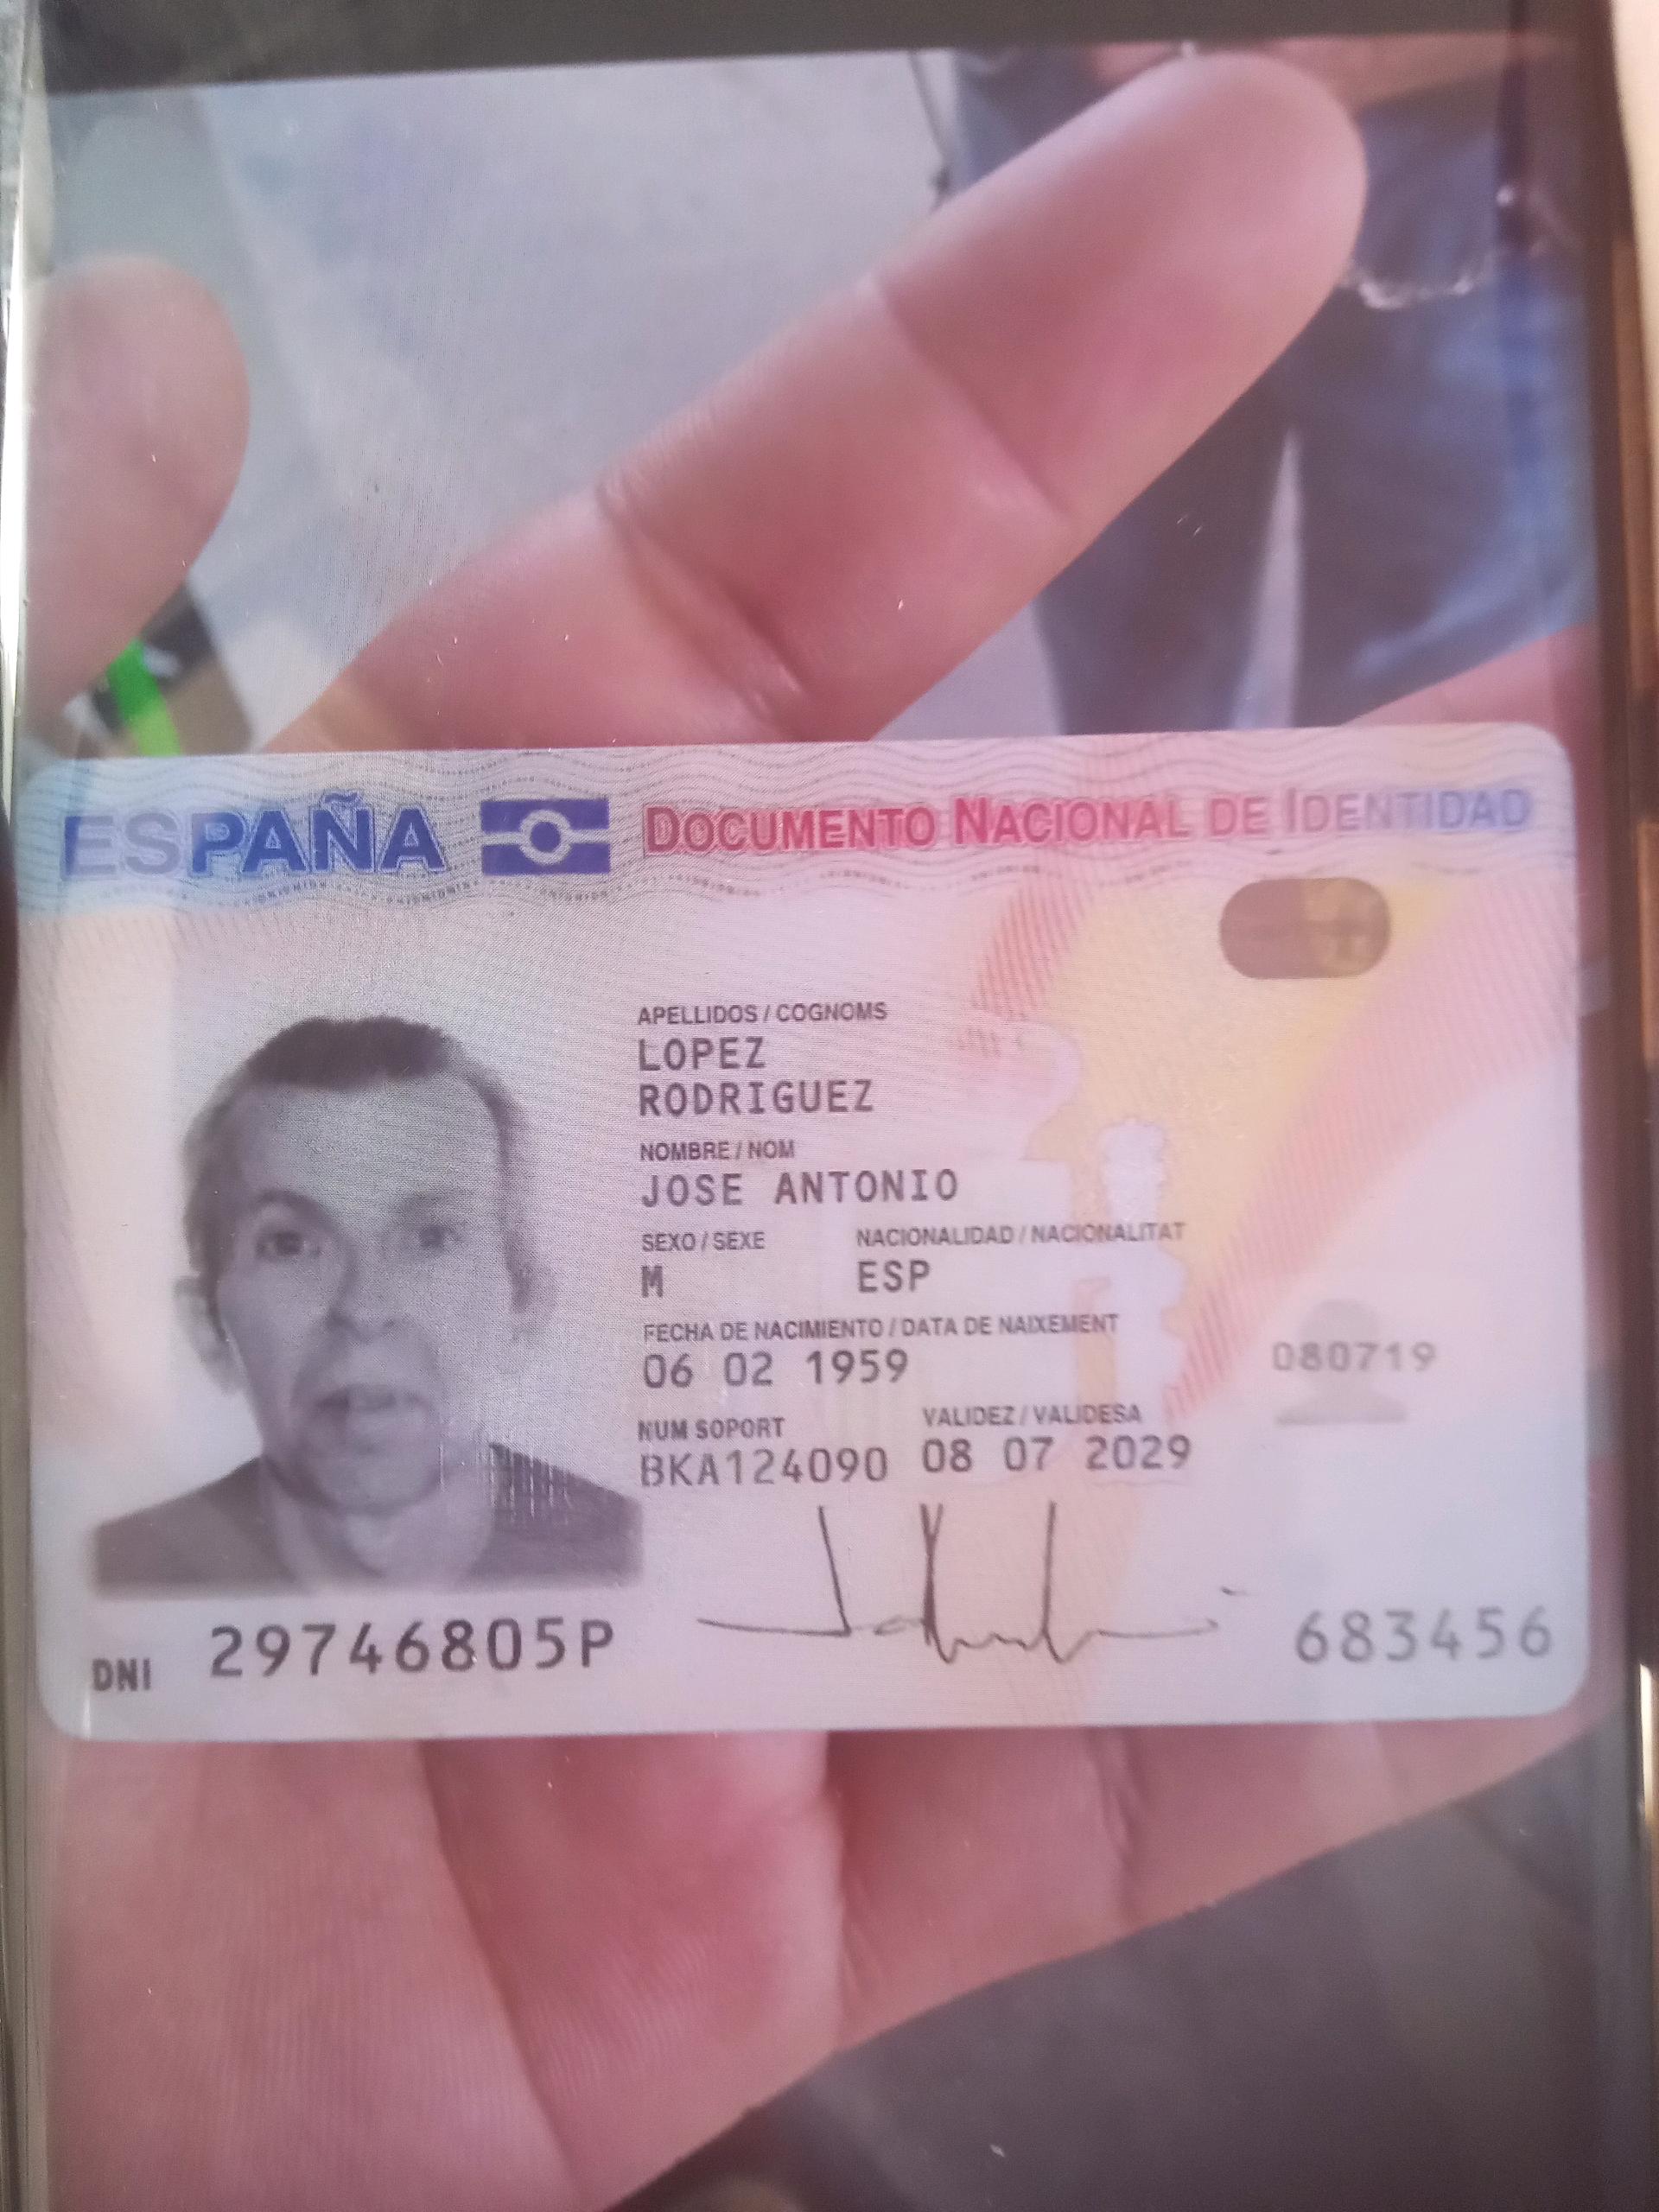 ESPAÑA DOCUMENTO NACIONAL DE IDENTIDAD
APELLIDOS / COGNOMS
LOPEZ
RODRIGUEZ
NOMBRE / NOM
JOSE ANTONIO
SEXO / SEXE NACIONALIDAD / NACIONALITAT
M ESP
FECHA DE NACIMIENTO / DATA DE NAIXEMENT
06 02 1959
080719
NUM SOPORT VALIDEZ / VALIDESA
BKA124090 08 07 2029
DNI 29746805P
683456